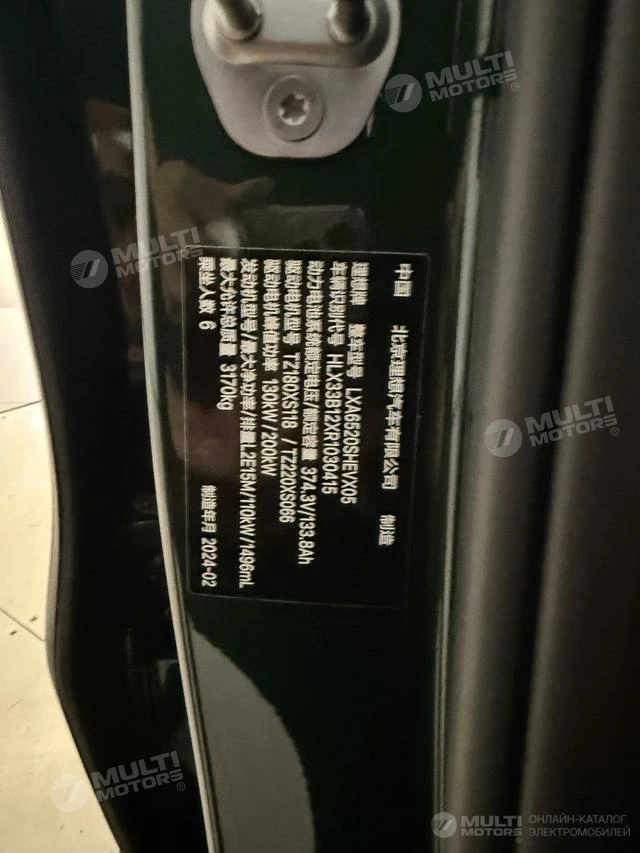 中国 北京理想汽车有限公司 制造
理想牌 整车型号 LXA6520SHEVX05
车辆识别代号 HLX33B12XR1030415
动力电池系统额定电压/额定容量 374.3V/133.8Ah
驱动电机型号 TZ180XS118 / TZ220XS066
驱动电机峰值功率 130kW/200kW
发动机型号/最大净功率/排量 L2E15M/110kW/1496mL
最大允许总质量 3170kg
乘坐人数 6 制造年月 2024-02
MULTI MOTORS®
MULTI MOTORS®
MULTI MOTORS®
MULTI MOTORS®
MULTI MOTORS®
ОНЛАЙН-КАТАЛОГ
ЭЛЕКТРОМОБИЛЕЙ